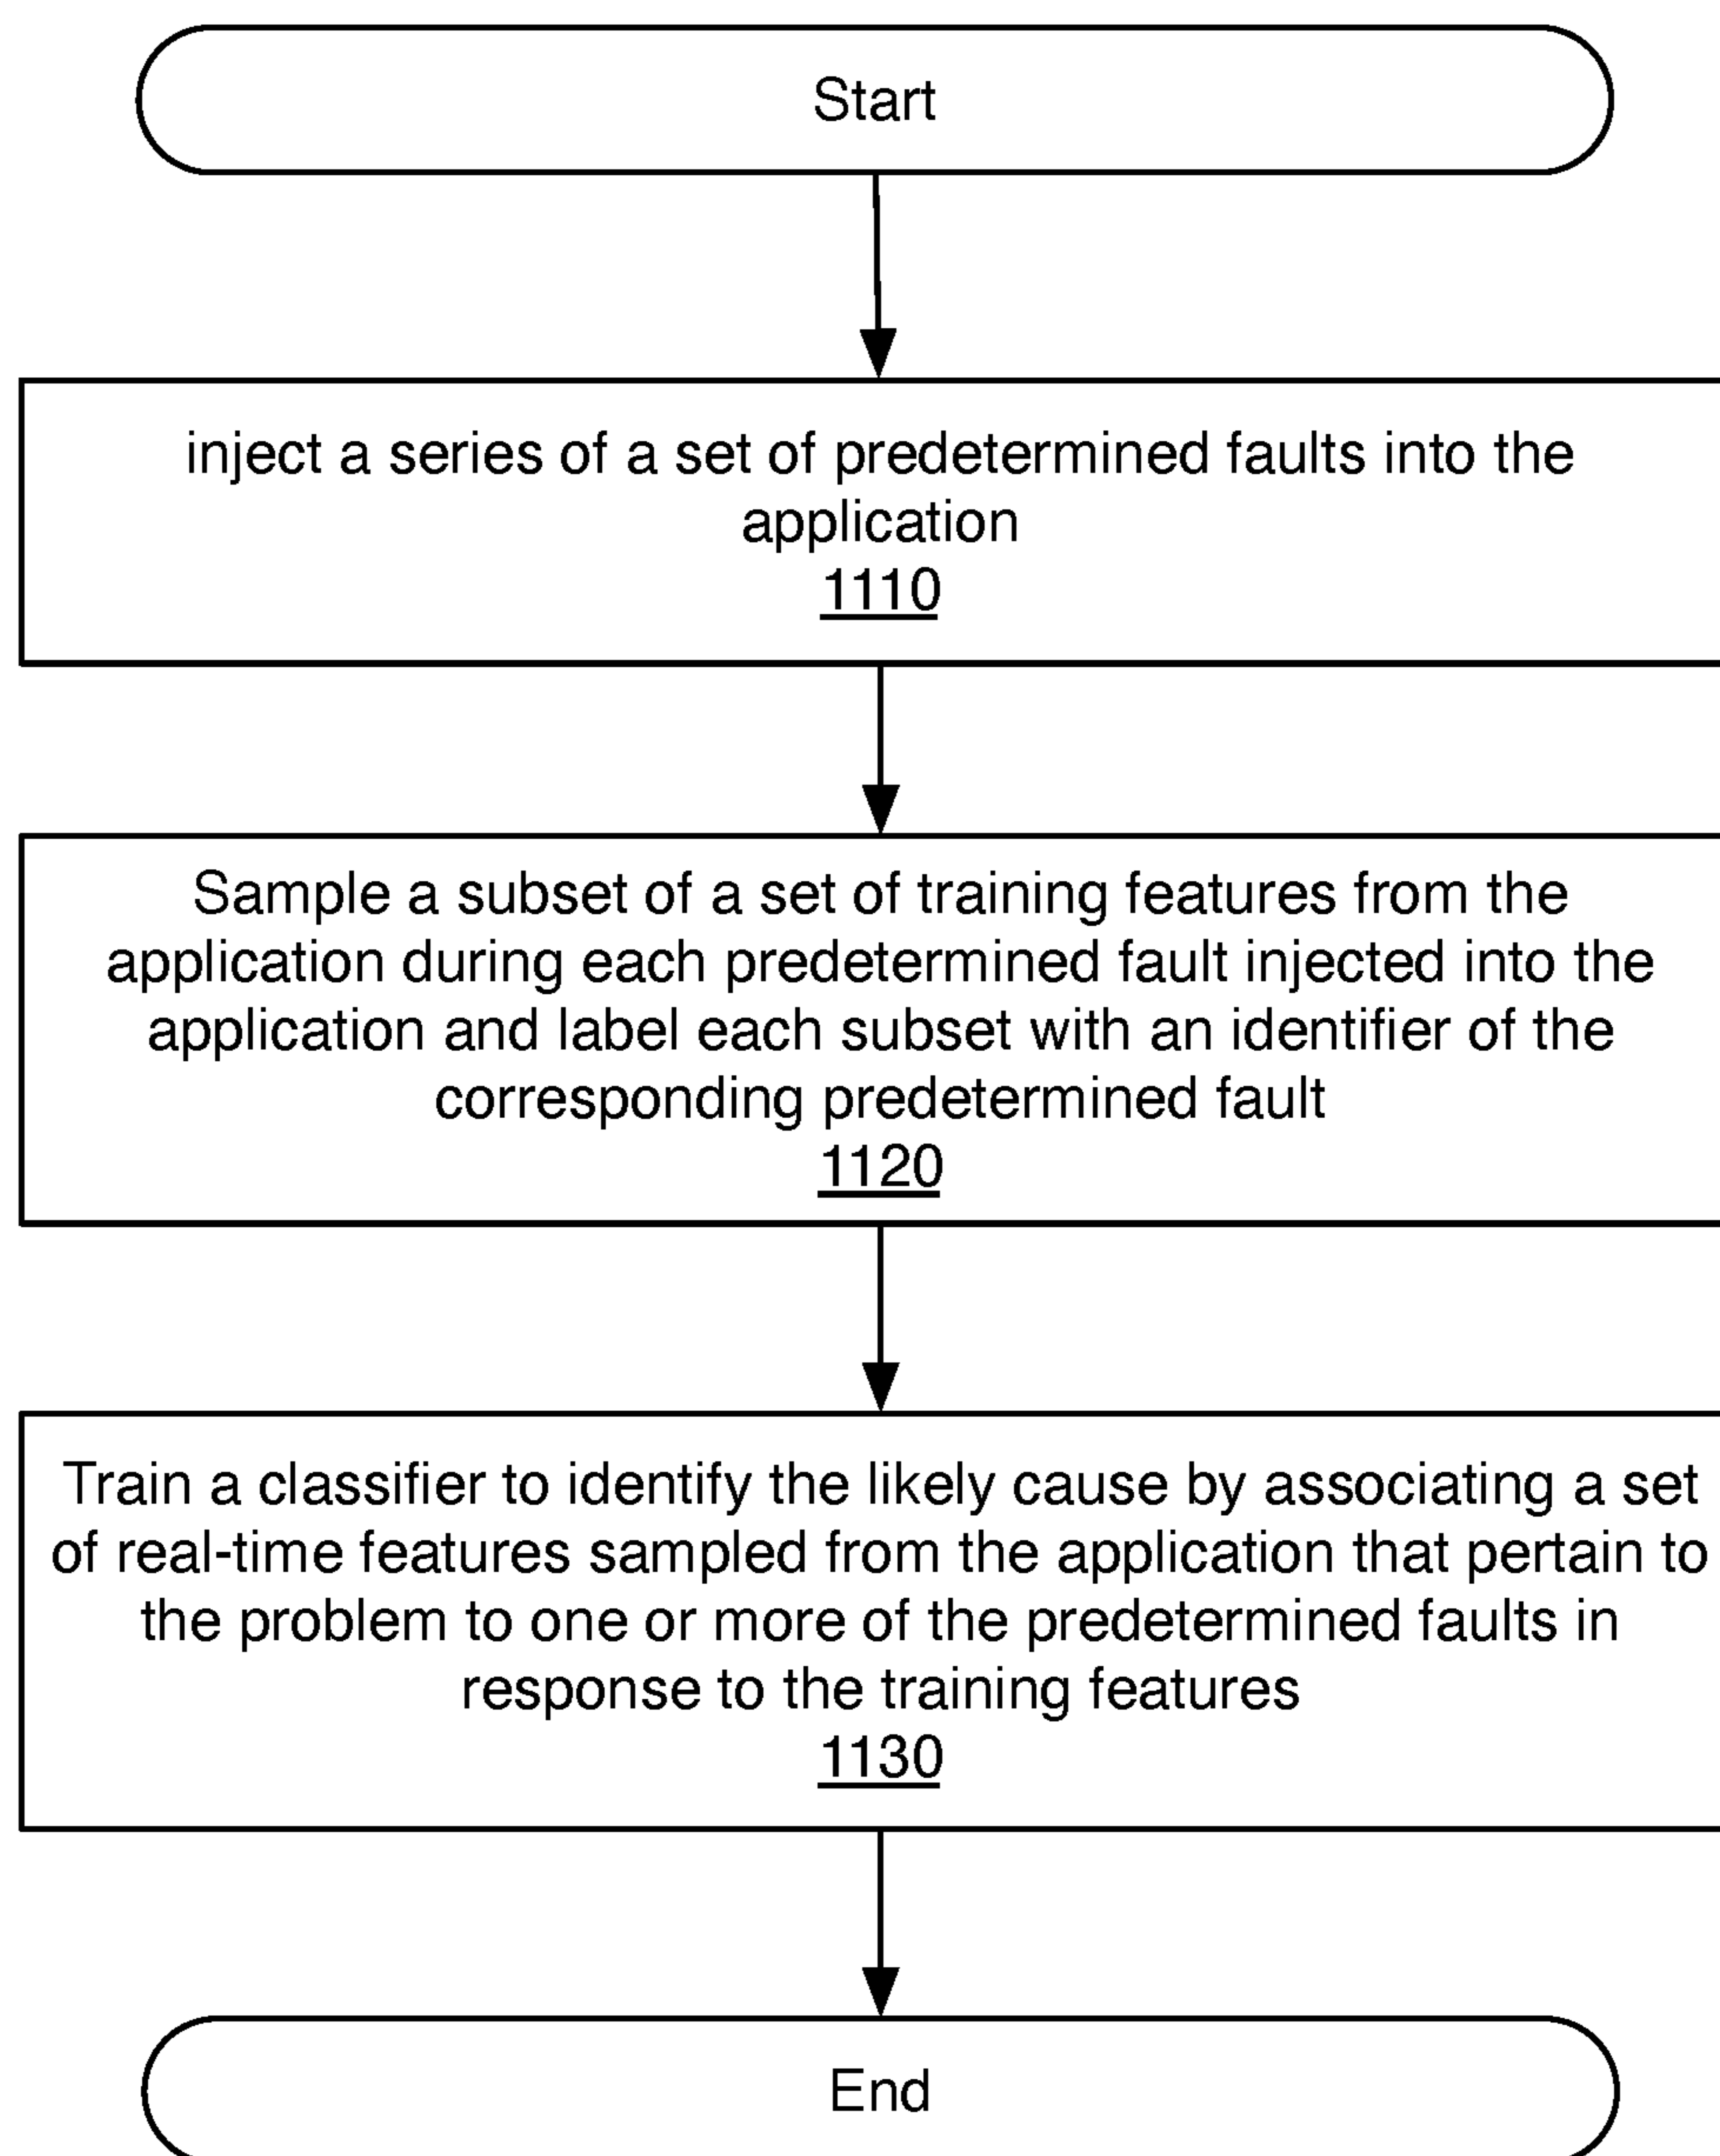 Start
inject a series of a set of predetermined faults into the
application
1110
Sample a subset of a set of training features from the
application during each predetermined fault injected into the
application and label each subset with an identifier of the
corresponding predetermined fault
1120
Train a classifier to identify the likely cause by associating a set
of real-time features sampled from the application that pertain to
the problem to one or more of the predetermined faults in
response to the training features
1130
End